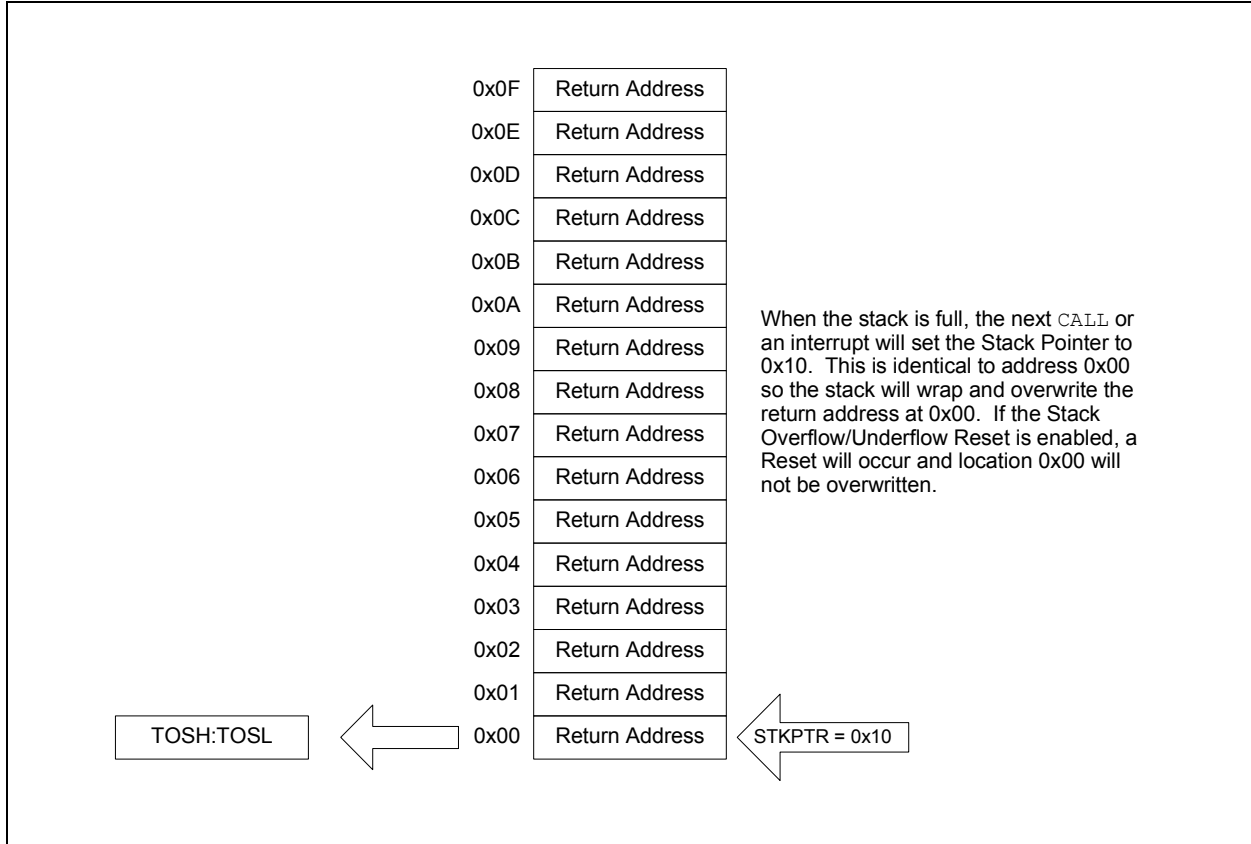 0x0F Return Address
0x0E Return Address
0x0D Return Address
0x0C Return Address
0x0B Return Address
0x0A Return Address
0x09 Return Address
0x08 Return Address
0x07 Return Address
0x06 Return Address
0x05 Return Address
0x04 Return Address
0x03 Return Address
0x02 Return Address
0x01 Return Address
TOSH:TOSL 0x00 Return Address STKPTR = 0x10
When the stack is full, the next CALL or
an interrupt will set the Stack Pointer to
0x10. This is identical to address 0x00
so the stack will wrap and overwrite the
return address at 0x00. If the Stack
Overflow/Underflow Reset is enabled, a
Reset will occur and location 0x00 will
not be overwritten.